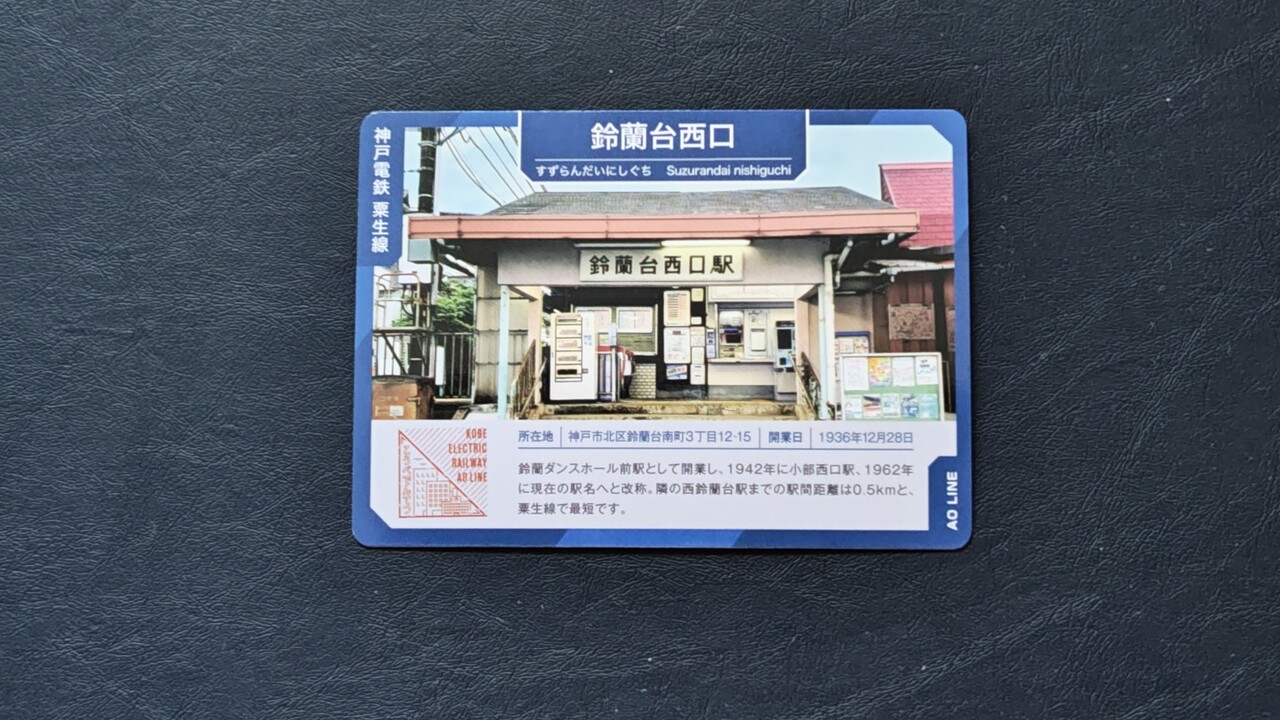 鈴蘭台西口
すずらんだいにしぐち Suzurandai nishiguchi
神戸電鉄 粟生線
鈴蘭台西口駅
KOBE
ELECTRIC
RAILWAY
AO LINE
所在地 神戸市北区鈴蘭台南町3丁目12-15 開業日 1936年12月28日
鈴蘭ダンスホール前駅として開業し、1942年に小部西口駅、1962年
に現在の駅名へと改称。隣の西鈴蘭台駅までの駅間距離は0.5kmと、
粟生線で最短です。
AO LINE